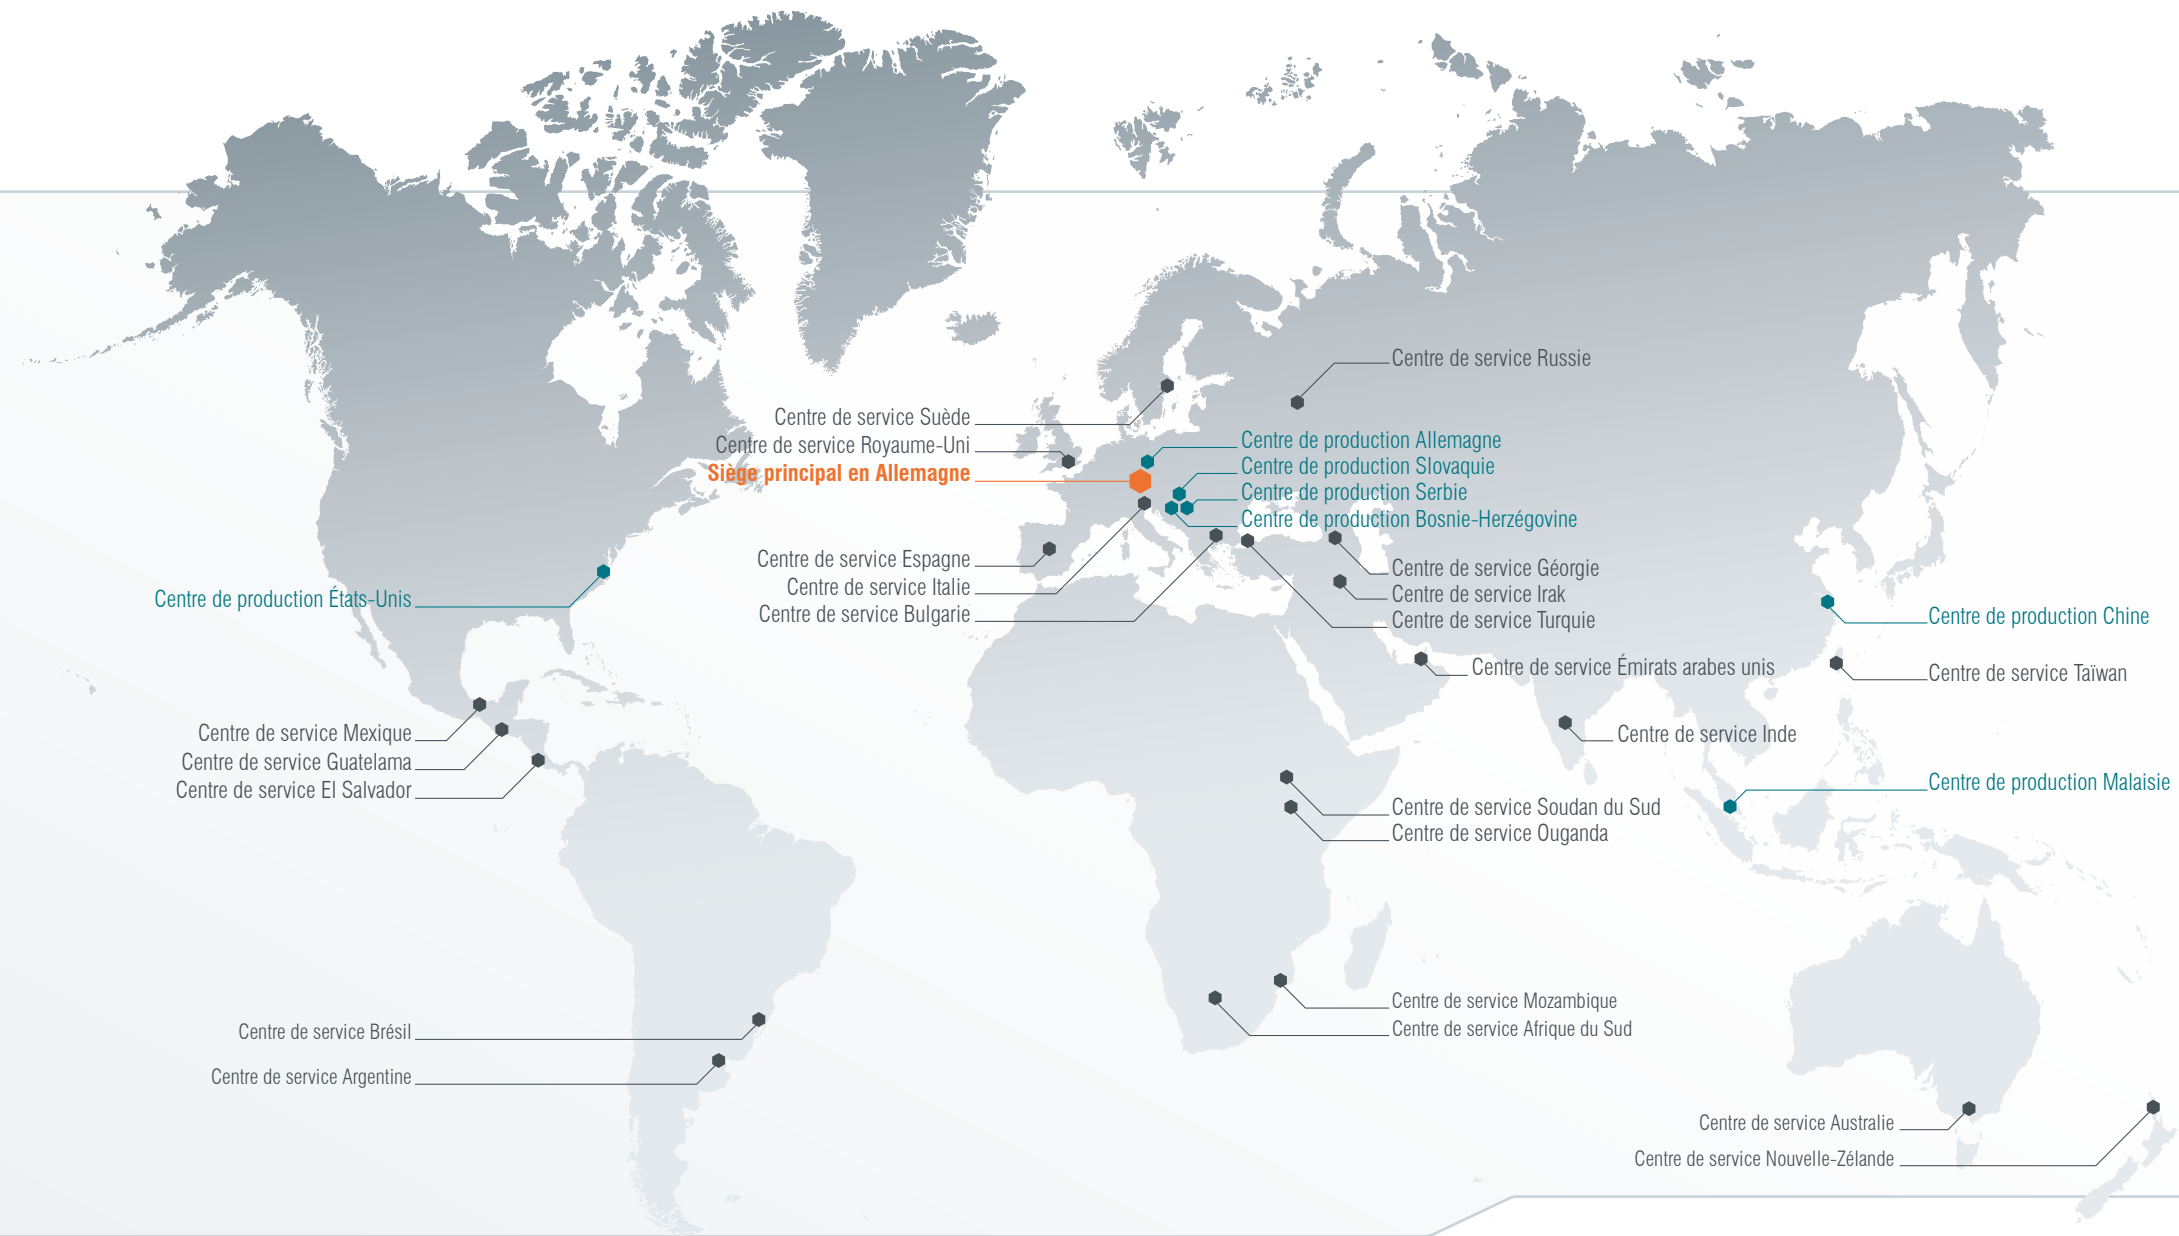 Centre de service Russie
Centre de service Suède
Centre de service Royaume-Uni
Siège principal en Allemagne
Centre de production Allemagne
Centre de production Slovaquie
Centre de production Serbie
Centre de production Bosnie-Herzégovine
Centre de service Espagne
Centre de service Italie
Centre de service Bulgarie
Centre de service Géorgie
Centre de service Irak
Centre de service Turquie
Centre de production États-Unis
Centre de production Chine
Centre de service Émirats arabes unis
Centre de service Taïwan
Centre de service Mexique
Centre de service Guatelama
Centre de service El Salvador
Centre de service Inde
Centre de production Malaisie
Centre de service Soudan du Sud
Centre de service Ouganda
Centre de service Mozambique
Centre de service Afrique du Sud
Centre de service Brésil
Centre de service Argentine
Centre de service Australie
Centre de service Nouvelle-Zélande